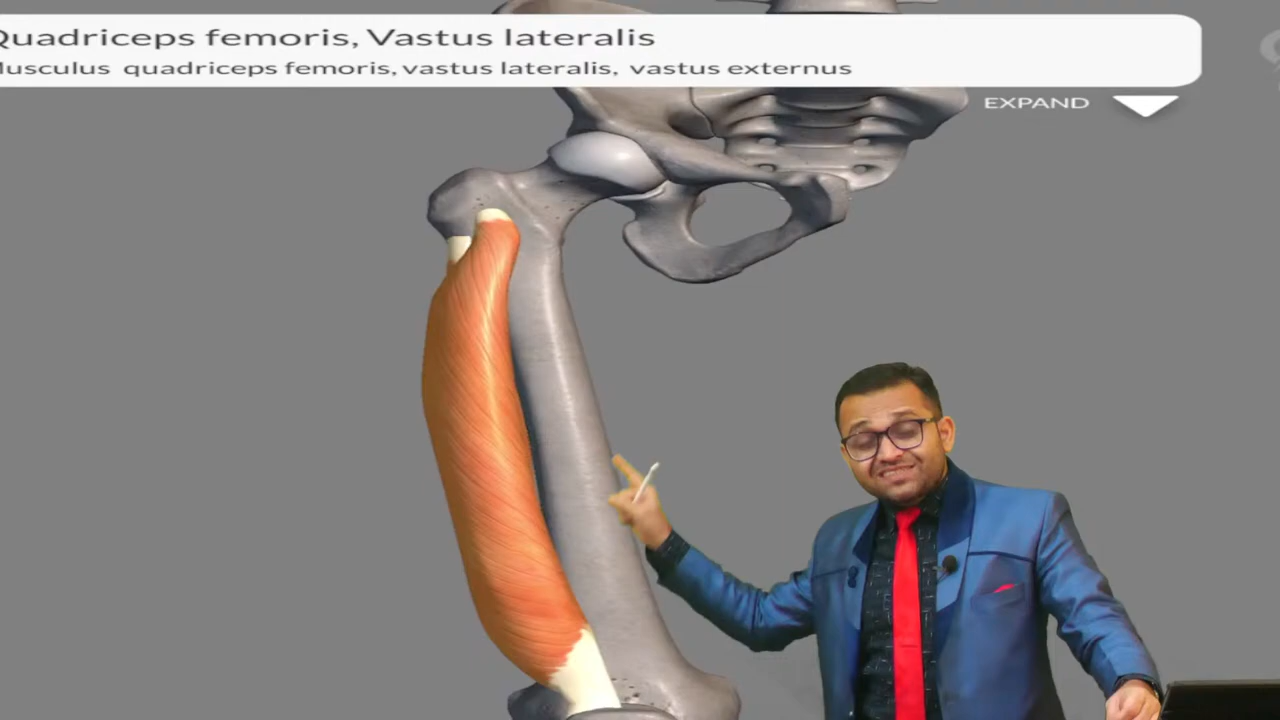 Quadriceps femoris, Vastus lateralis
Musculus quadriceps femoris, vastus lateralis, vastus externus
EXPAND